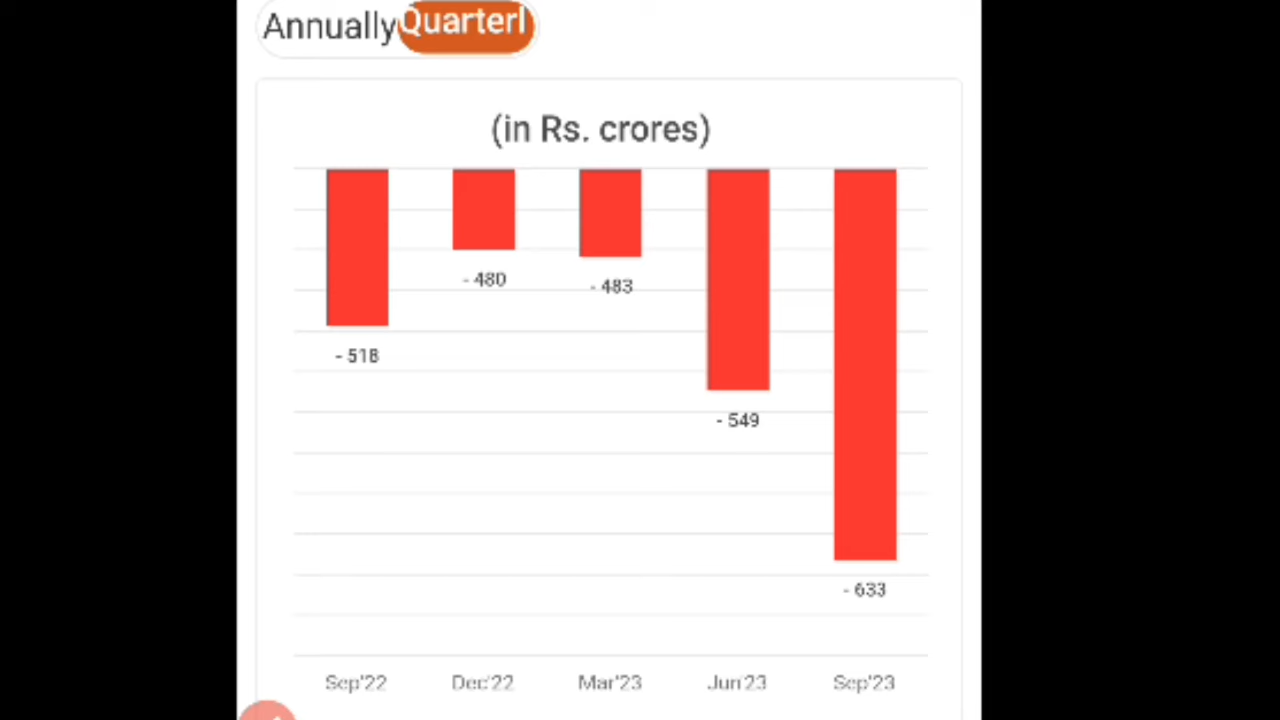 Annually Quarterl
(in Rs. crores)
- 518
- 480
- 483
- 549
- 633
Sep'22 Dec'22 Mar'23 Jun'23 Sep'23